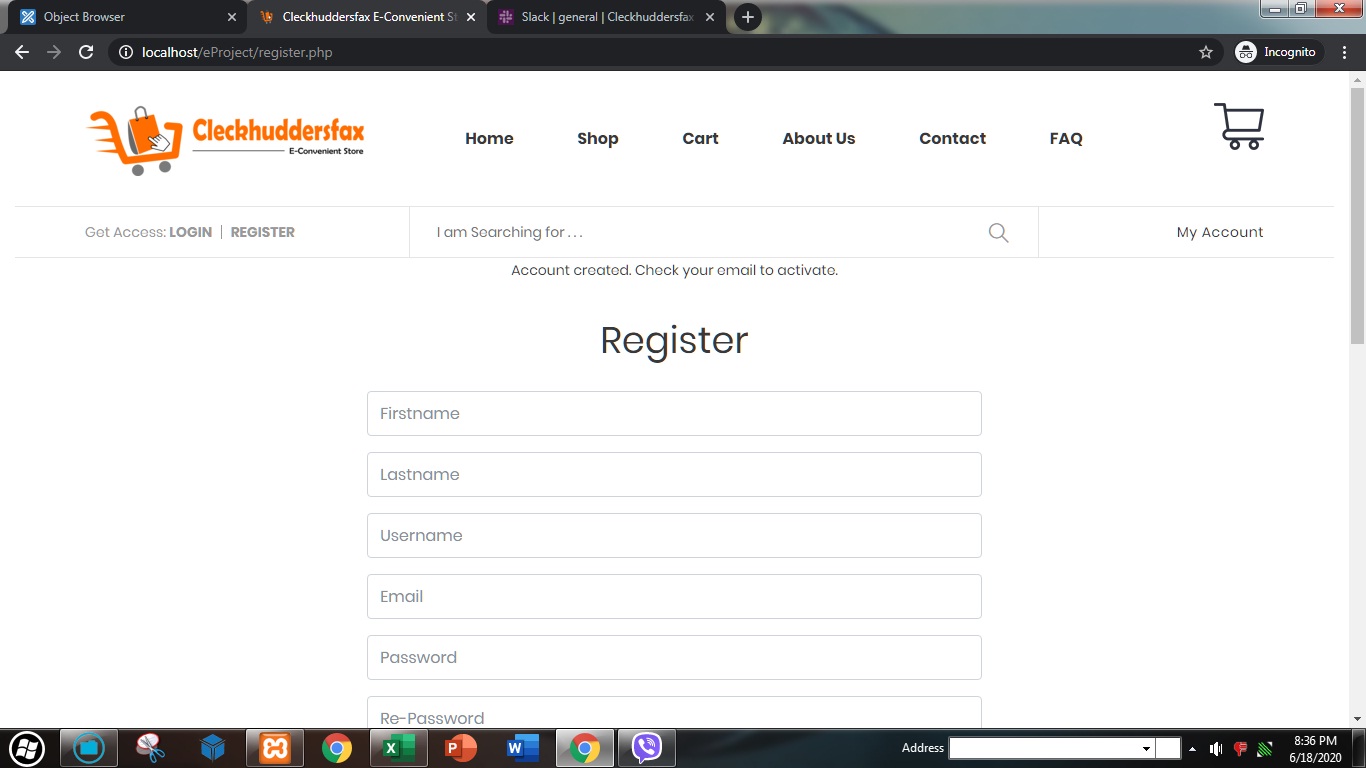 Object Browser
Cleckhuddersfax E-Convenient St
Slack | general | Cleckhuddersfax
localhost/eProject/register.php
Incognito
Cleckhuddersfax
E-Convenient Store
Home
Shop
Cart
About Us
Contact
FAQ
Get Access: LOGIN | REGISTER
I am Searching for . . .
My Account
Account created. Check your email to activate.
Register
Firstname
Lastname
Username
Email
Password
Re-Password
Address
8:36 PM
6/18/2020